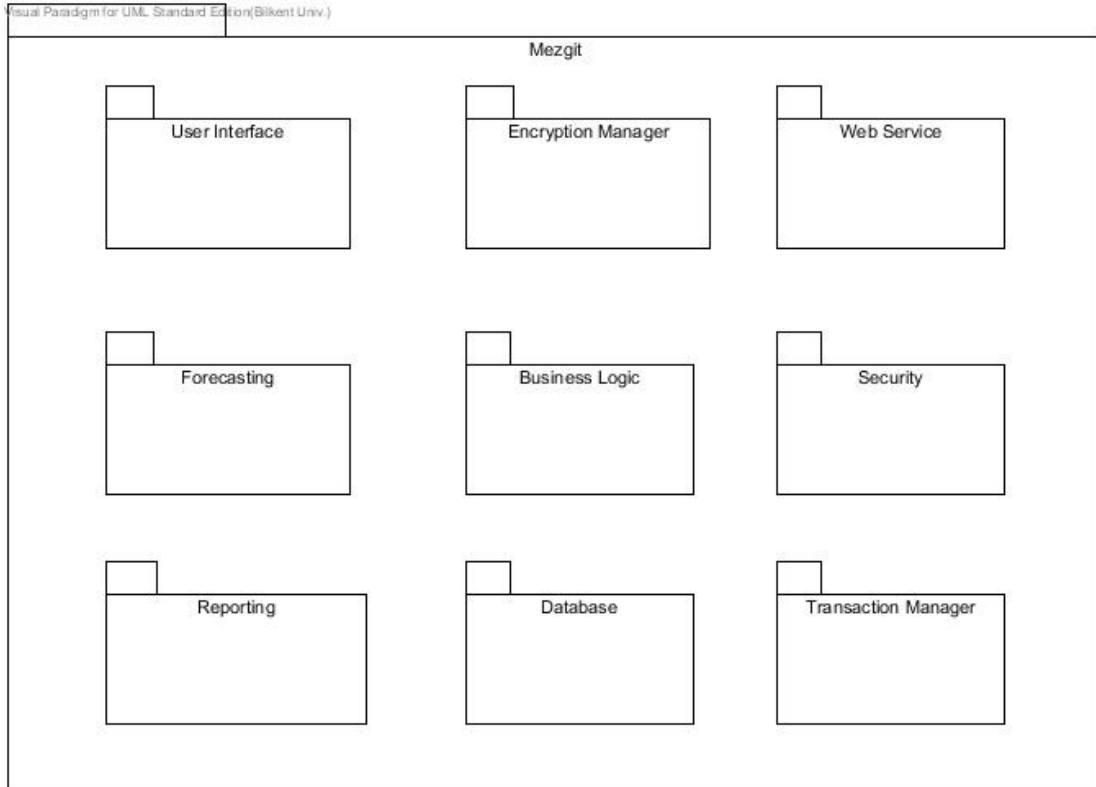 Visual Paradigm for UML Standard Edition(Bilkent Univ.)
Mezgit
User Interface
Encryption Manager
Web Service
Forecasting
Business Logic
Security
Reporting
Database
Transaction Manager